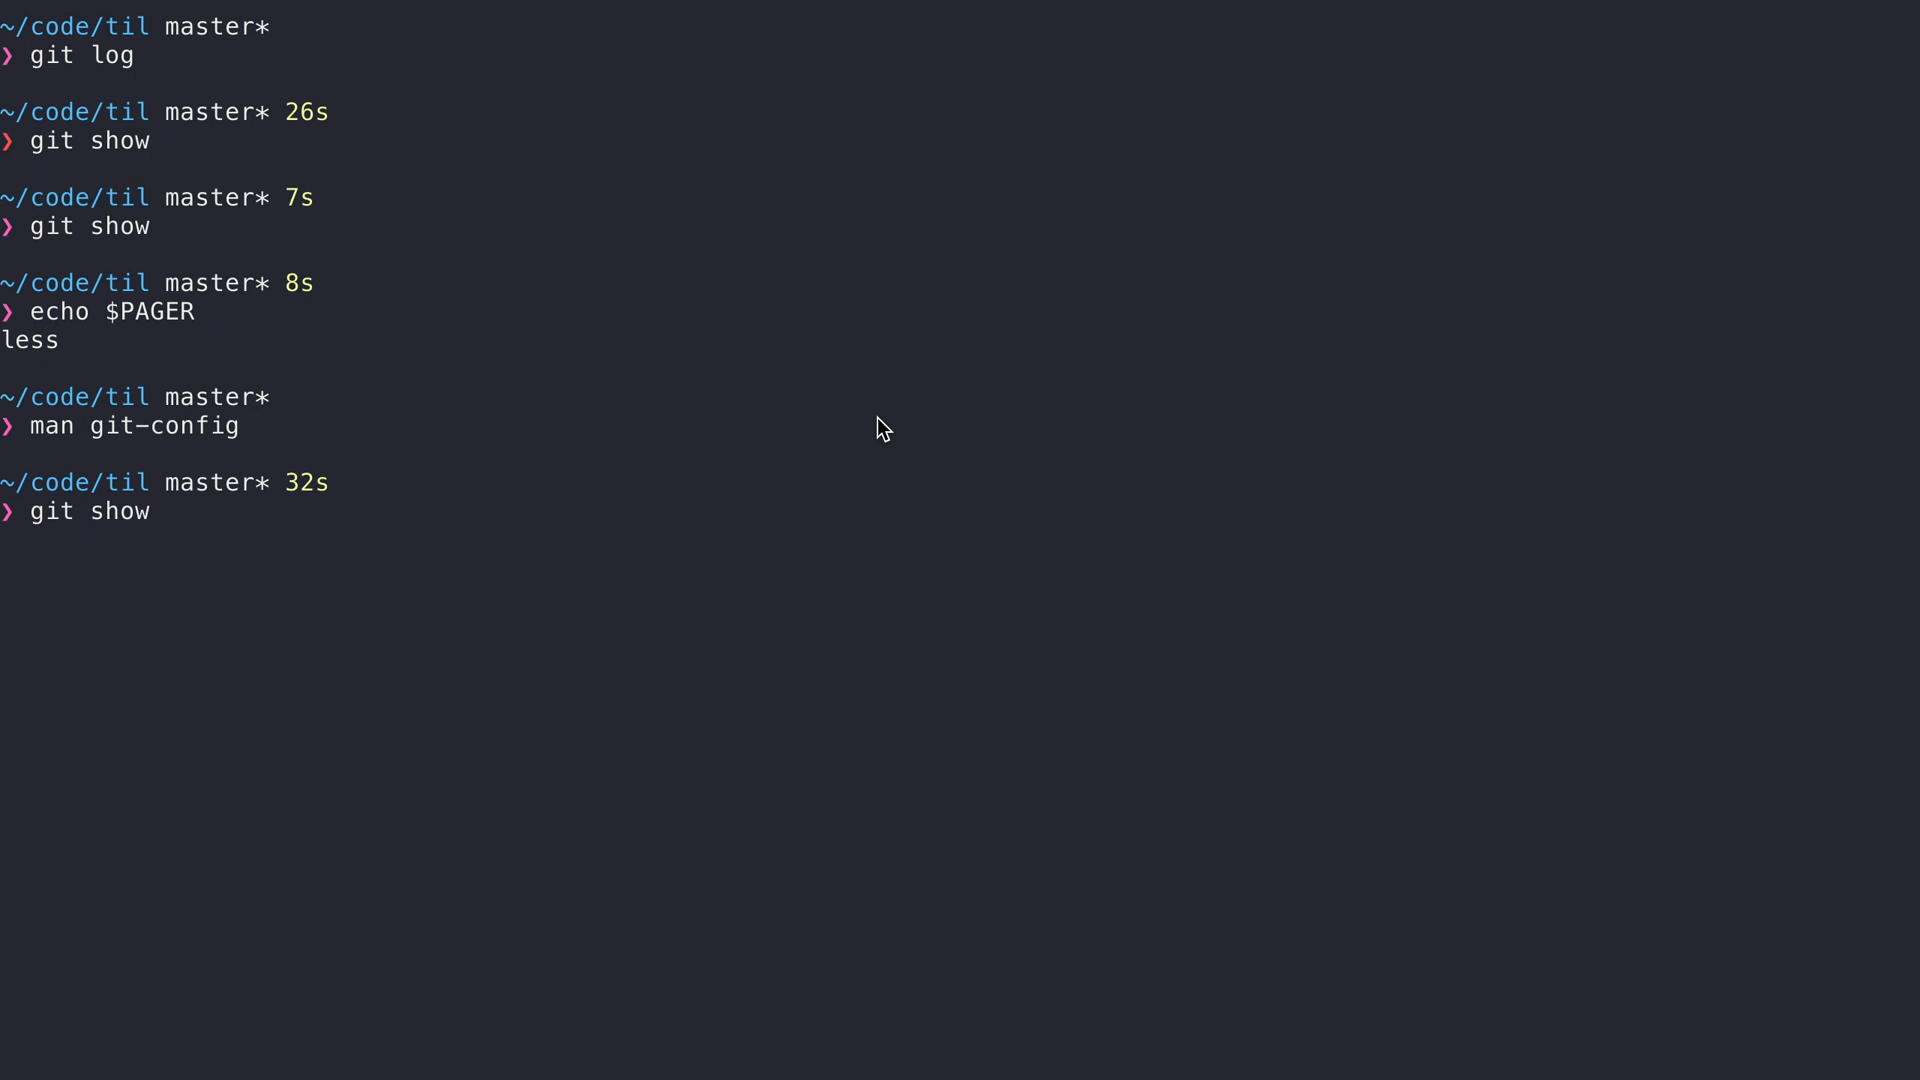 ~/code/til master*
❯ git log
~/code/til master* 26s
❯ git show
~/code/til master* 7s
❯ git show
~/code/til master* 8s
❯ echo $PAGER
less
~/code/til master*
❯ man git-config
~/code/til master* 32s
❯ git show